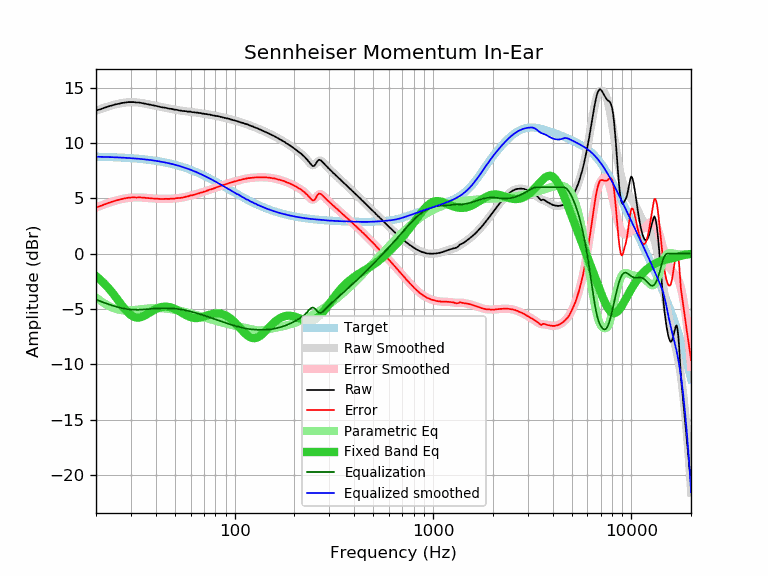 Sennheiser Momentum In-Ear
Amplitude (dBr)
15
10
5
0
−5
−10
−15
−20
Target
Raw Smoothed
Error Smoothed
Raw
Error
Parametric Eq
Fixed Band Eq
Equalization
Equalized smoothed
100
1000
10000
Frequency (Hz)